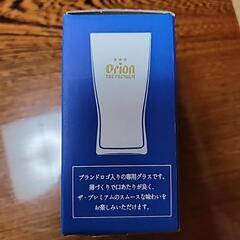 Orion
THE PREMIUM
ブランドロゴ入りの専用グラスです。
薄づくりで口あたりが良く、
ザ・プレミアムのスムースな味わいを
お楽しみいただけます。